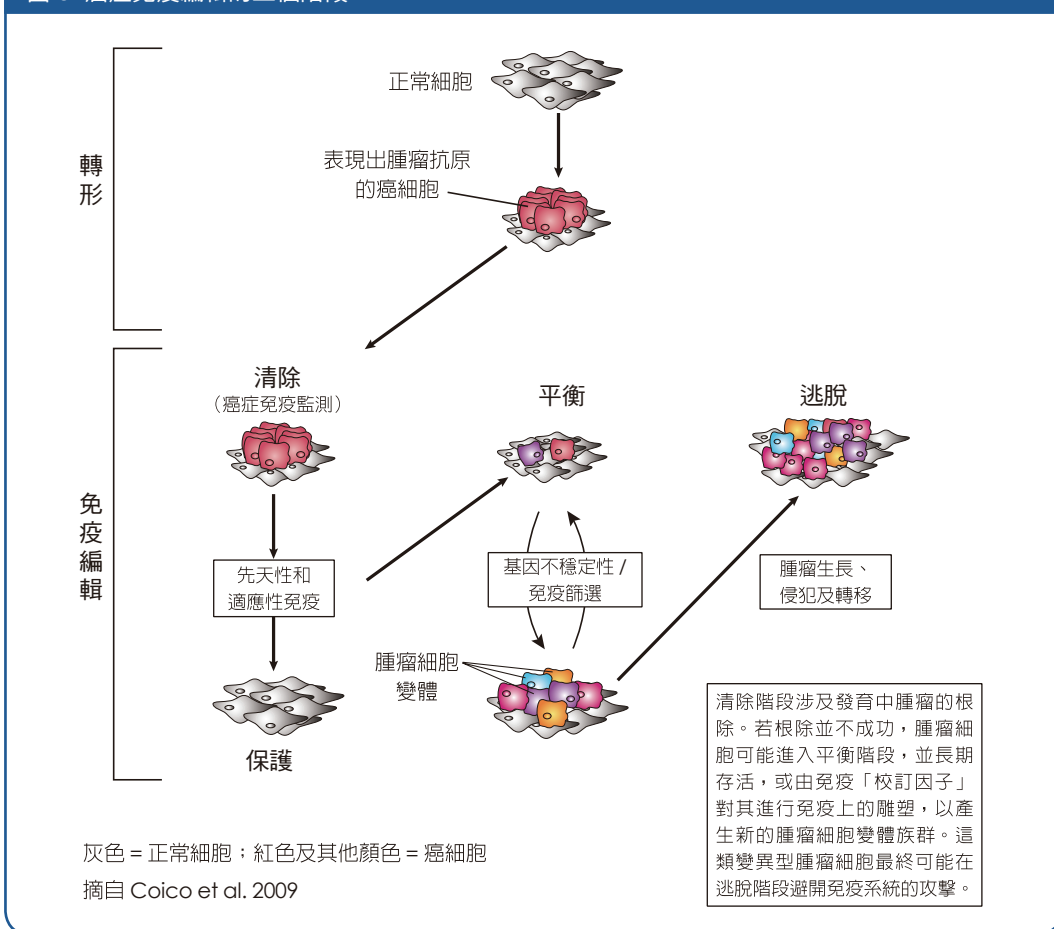 正常細胞
表現出腫瘤抗原
的癌細胞
轉形
清除
（癌症免疫監測）
平衡
逃脫
免疫編輯
先天性和
適應性免疫
基因不穩定性 /
免疫篩選
腫瘤生長、
侵犯及轉移
腫瘤細胞
變體
保護
清除階段涉及發育中腫瘤的根
除。若根除並不成功，腫瘤細
胞可能進入平衡階段，並長期
存活，或由免疫「校訂因子」
對其進行免疫上的雕塑，以產
生新的腫瘤細胞變體族群。這
類變異型腫瘤細胞最終可能在
逃脫階段避開免疫系統的攻擊。
灰色 = 正常細胞；紅色及其他顏色 = 癌細胞
摘自 Coico et al. 2009